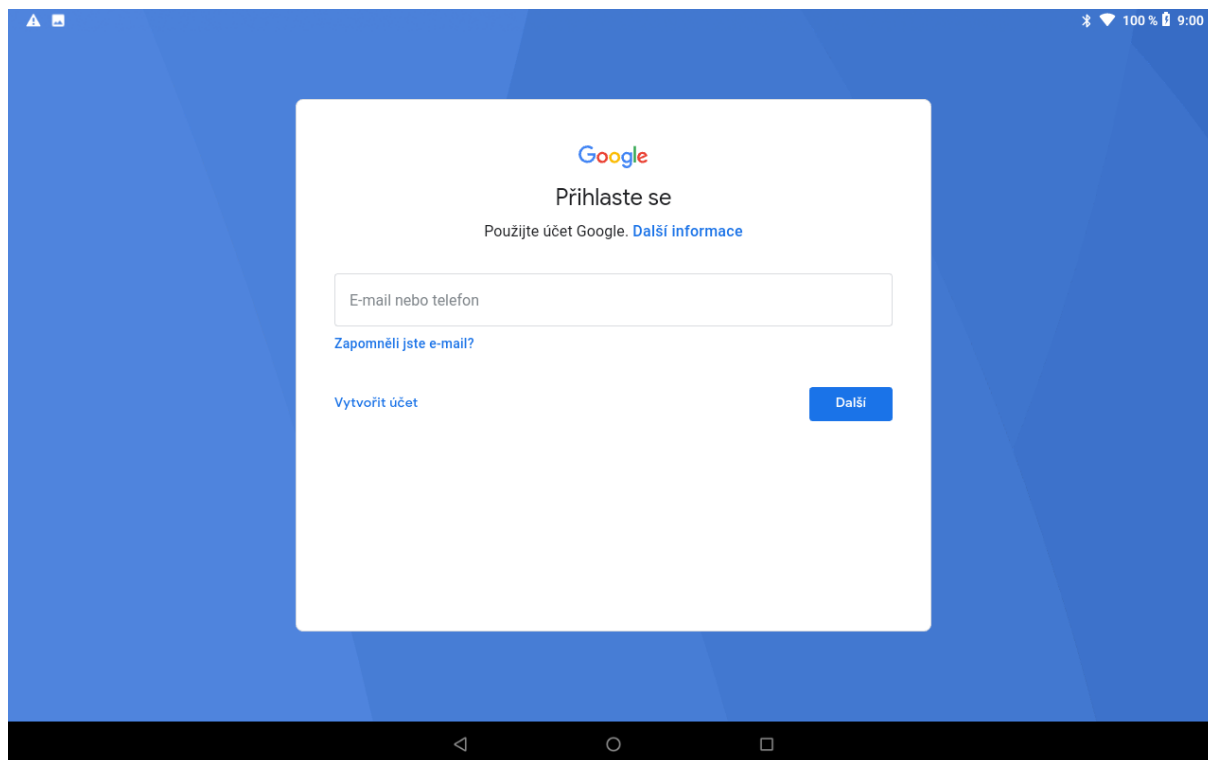 100 % 9:00
Google
Přihlaste se
Použijte účet Google. Další informace
E-mail nebo telefon
Zapomněli jste e-mail?
Vytvořit účet
Další